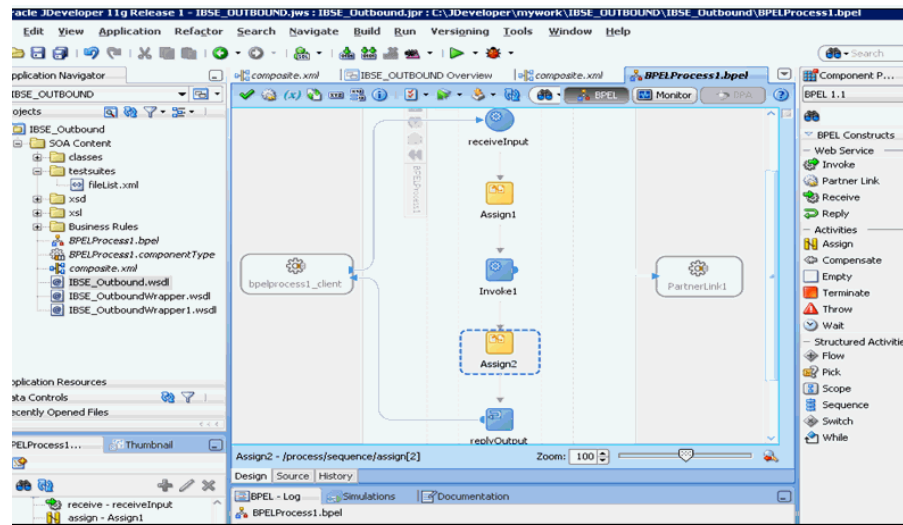 racle JDeveloper 11g Release 1 - IBSE_OUTBOUND.jws : IBSE_Outbound.jpr : C:\JDeveloper\mywork\IBSE_OUTBOUND\IBSE_Outbound\BPELProcess1.bpel
Edit View Application Refactor Search Navigate Build Run Versioning Tools Window Help
Search
pplication Navigator
composite.xml
IBSE_OUTBOUND Overview
composite.xml
BPELProcess1.bpel
Component P...
IBSE_OUTBOUND
BPEL
Monitor
BPA
BPEL 1.1
ojects
IBSE_Outbound
SOA Content
classes
testsuites
fileList.xml
xsd
xsl
Business Rules
BPELProcess1.bpel
BPELProcess1.componentType
composite.xml
IBSE_Outbound.wsdl
IBSE_OutboundWrapper.wsdl
IBSE_OutboundWrapper1.wsdl
pplication Resources
ata Controls
ecently Opened Files
BPELProcess1
receiveInput
Assign1
bpelprocess1_client
Invoke1
PartnerLink1
Assign2
replyOutput
Assign2 - /process/sequence/assign[2]
Zoom: 100
Design Source History
BPEL - Log
Simulations
Documentation
BPELProcess1.bpel
BPEL Constructs
Web Service
Invoke
Partner Link
Receive
Reply
Activities
Assign
Compensate
Empty
Terminate
Throw
Wait
Structured Activitie
Flow
Pick
Scope
Sequence
Switch
While
PELProcess1...
Thumbnail
receive - receiveInput
assign - Assign1